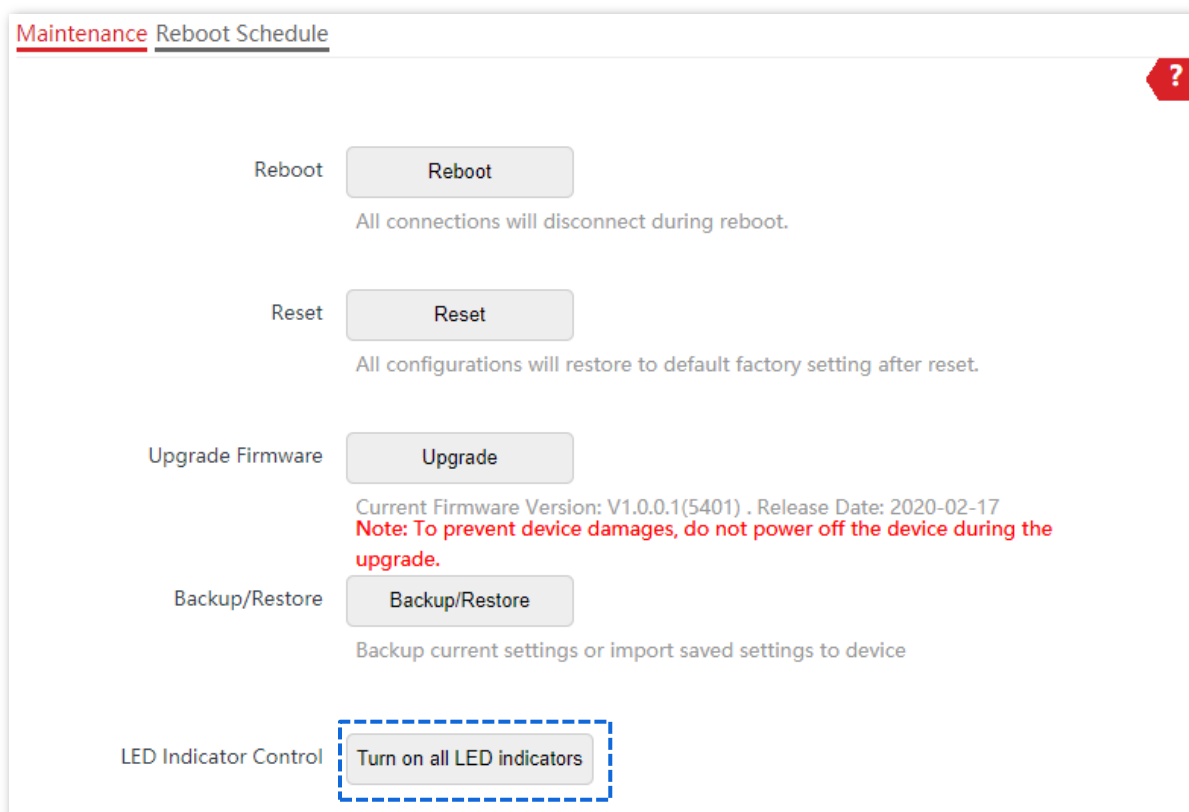 Maintenance Reboot Schedule
?
Reboot Reboot
All connections will disconnect during reboot.
Reset Reset
All configurations will restore to default factory setting after reset.
Upgrade Firmware Upgrade
Current Firmware Version: V1.0.0.1(5401) . Release Date: 2020-02-17
Note: To prevent device damages, do not power off the device during the
upgrade.
Backup/Restore Backup/Restore
Backup current settings or import saved settings to device
LED Indicator Control Turn on all LED indicators